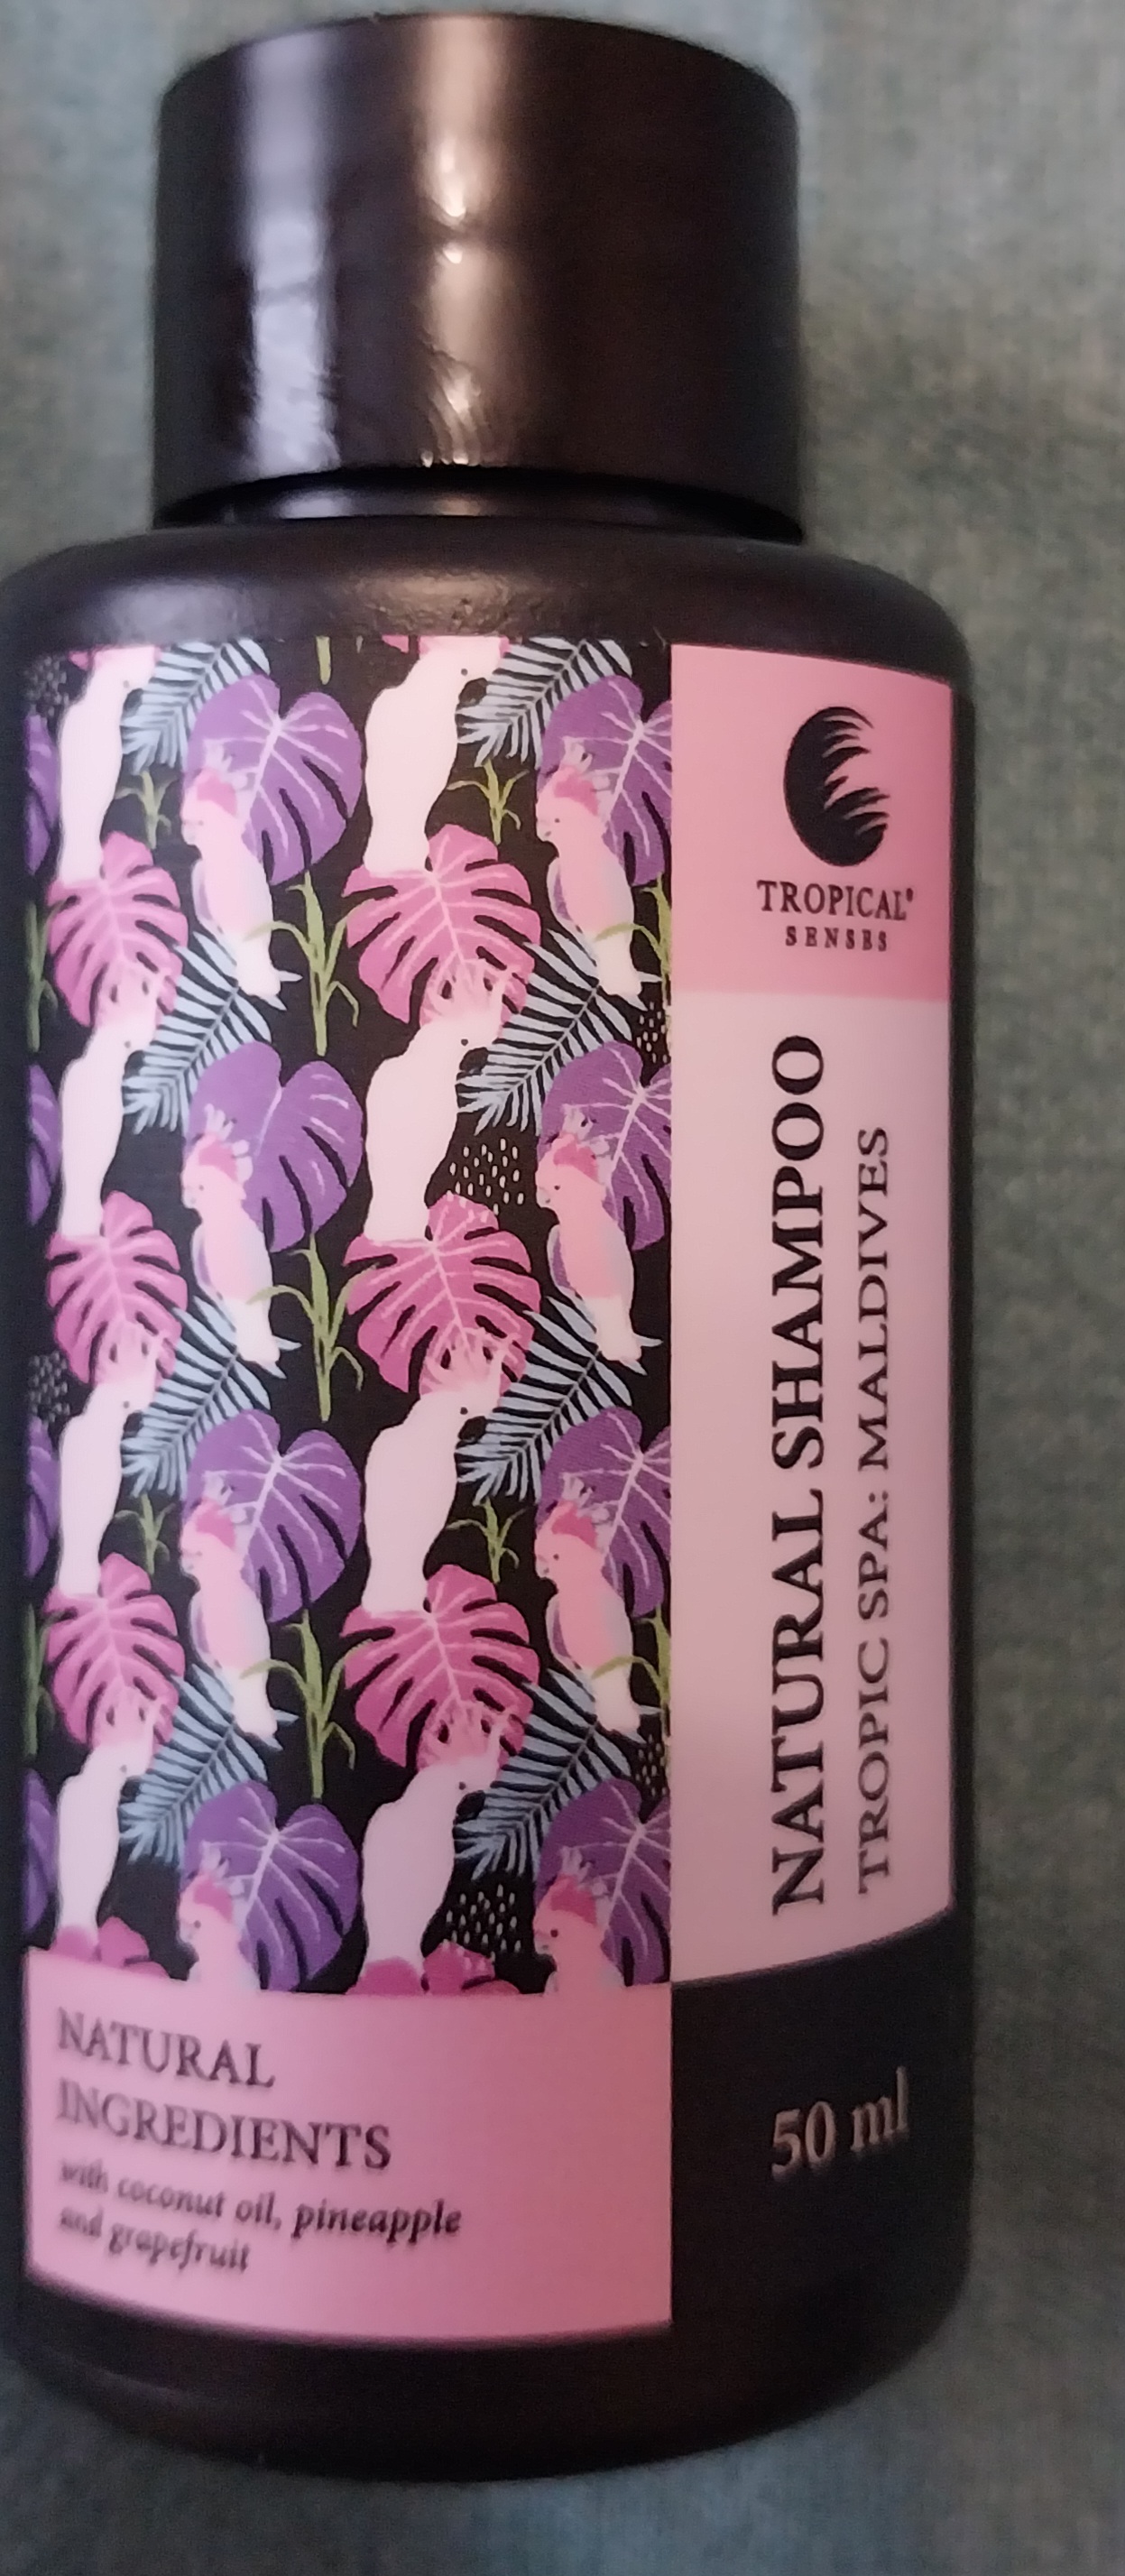 TROPICAL®
SENSES
NATURAL SHAMPOO
TROPIC SPA: MALDIVES
50 ml
NATURAL
INGREDIENTS
with coconut oil, pineapple
and grapefruit